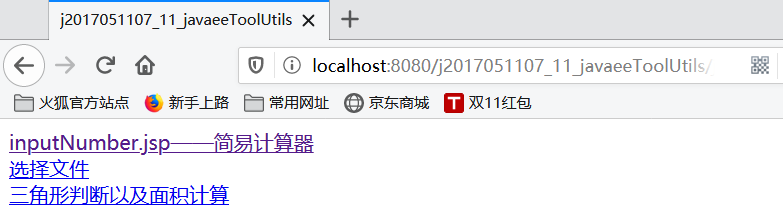 j2017051107_11_javaeeToolUtils
localhost:8080/j2017051107_11_javaeeToolUtils/
火狐官方站点 新手上路 常用网址 京东商城 T 双11红包
inputNumber.jsp——简易计算器
选择文件
三角形判断以及面积计算